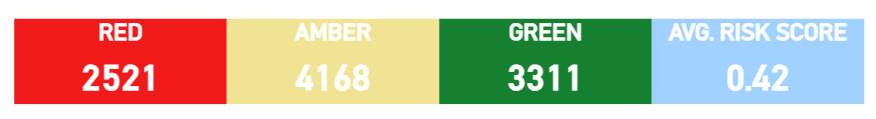 RED AMBER GREEN AVG. RISK SCORE
2521 4168 3311 0.42